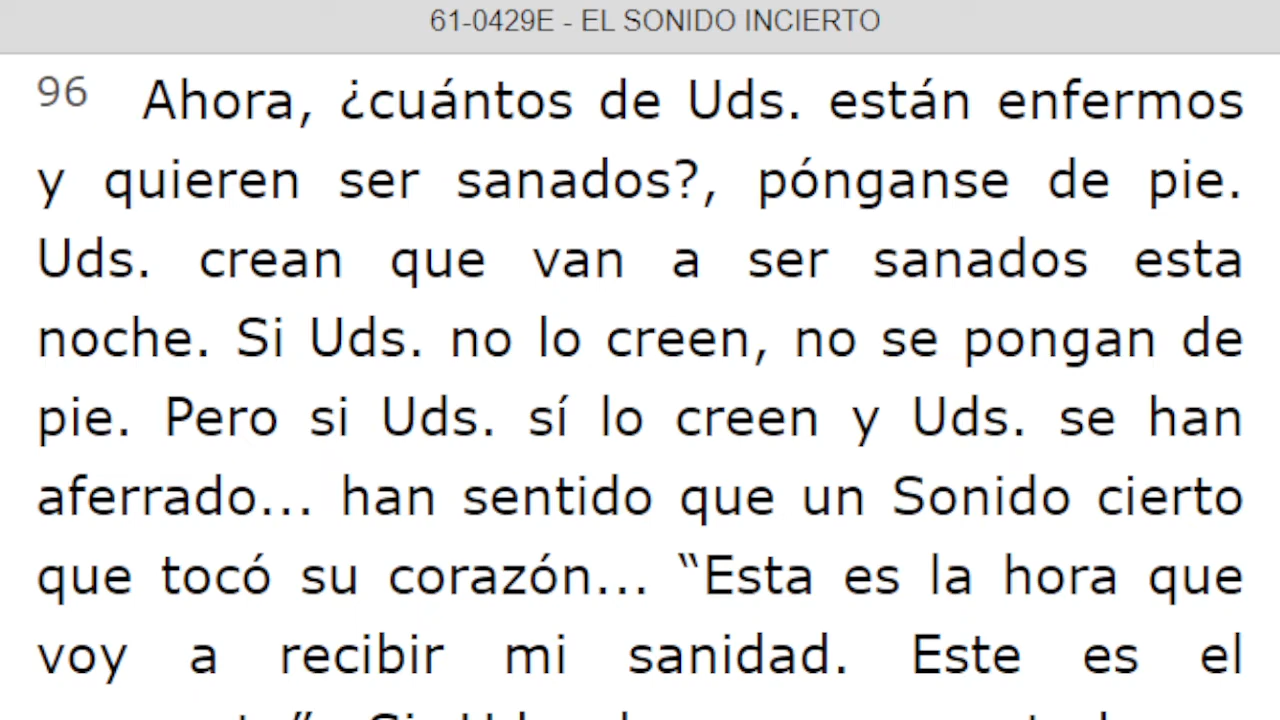 61-0429E - EL SONIDO INCIERTO
96 Ahora, ¿cuántos de Uds. están enfermos
y quieren ser sanados?, pónganse de pie.
Uds. crean que van a ser sanados esta
noche. Si Uds. no lo creen, no se pongan de
pie. Pero si Uds. sí lo creen y Uds. se han
aferrado... han sentido que un Sonido cierto
que tocó su corazón... “Esta es la hora que
voy a recibir mi sanidad. Este es el